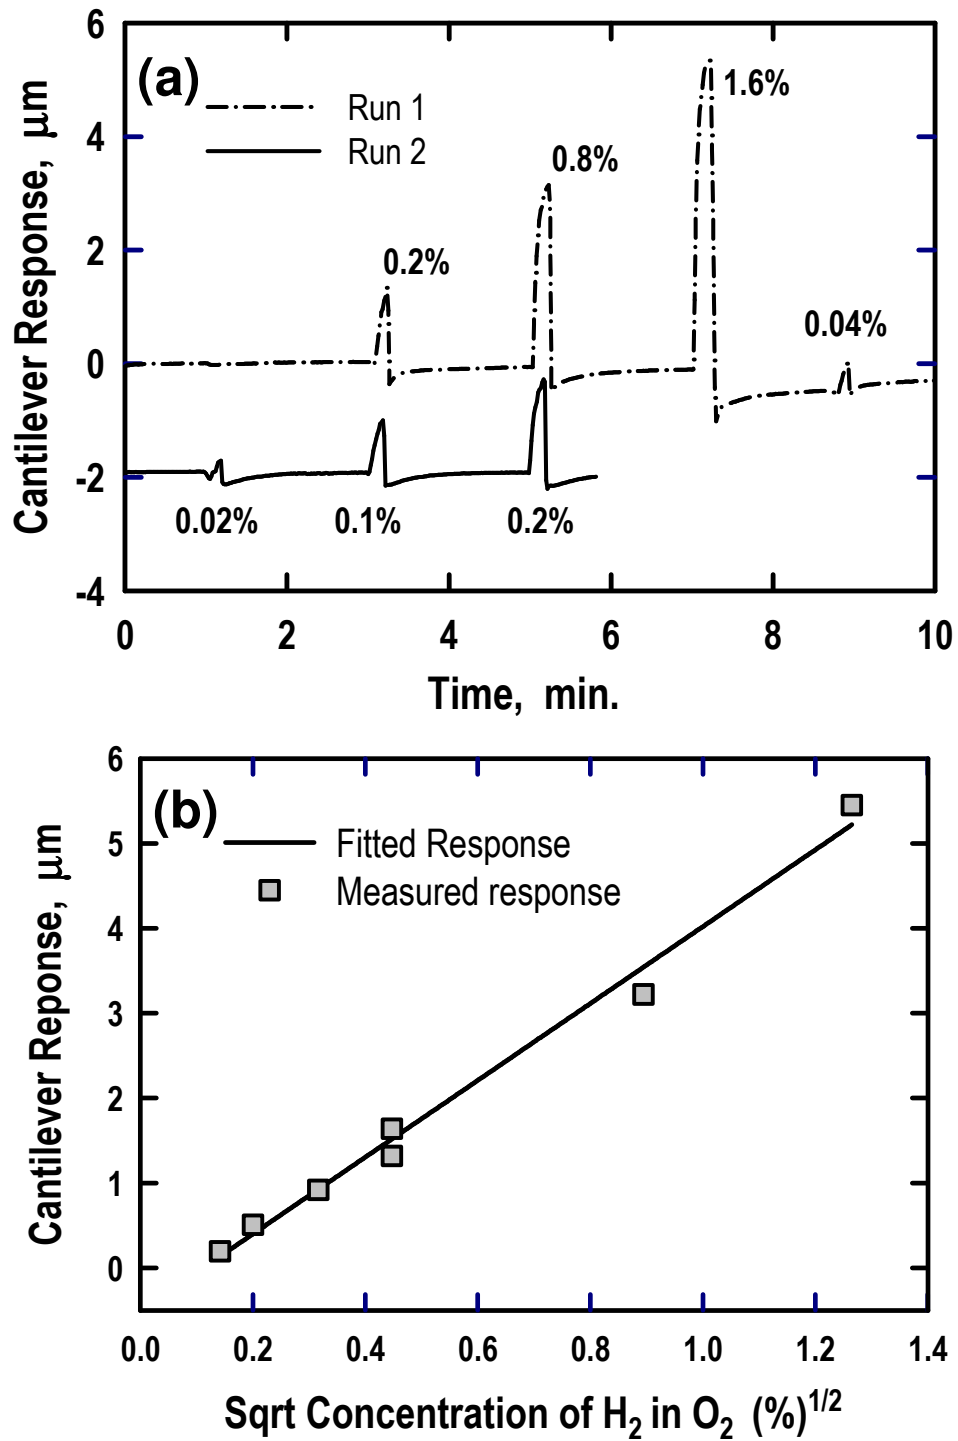 (a)
Run 1
Run 2
1.6%
0.8%
0.2%
0.04%
0.02%
0.1%
0.2%
6
4
2
0
-2
-4
Cantilever Response, μm
0 2 4 6 8 10
Time, min.
(b)
Fitted Response
Measured response
6
5
4
3
2
1
0
Cantilever Reponse, μm
0.0 0.2 0.4 0.6 0.8 1.0 1.2 1.4
Sqrt Concentration of H₂ in O₂ (%)¹/²